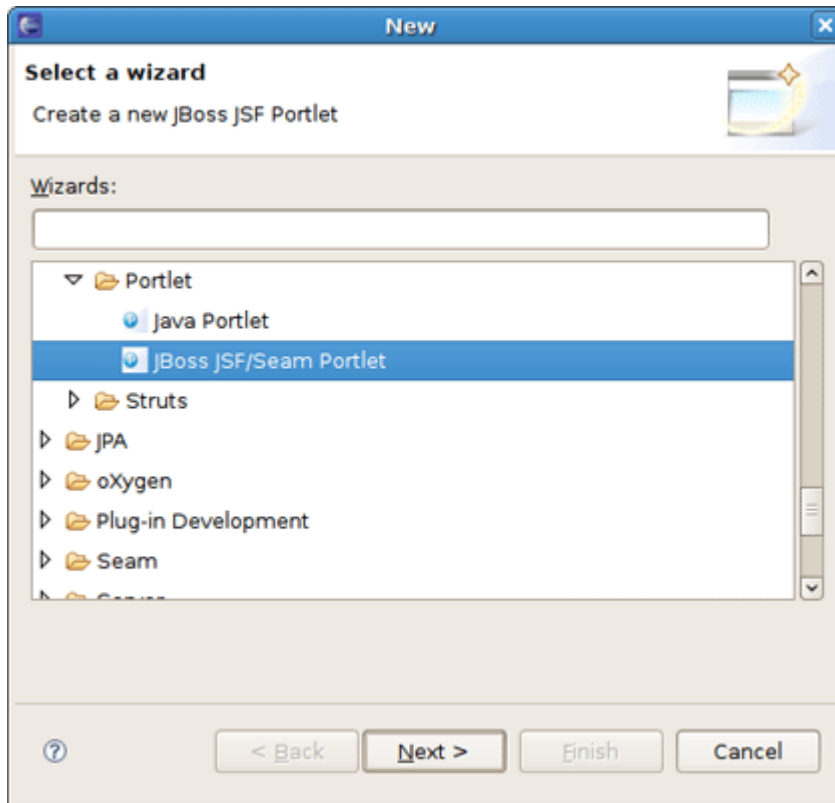 New
Select a wizard
Create a new JBoss JSF Portlet
Wizards:
Portlet
Java Portlet
JBoss JSF/Seam Portlet
Struts
JPA
oXygen
Plug-in Development
Seam
< Back Next > Finish Cancel